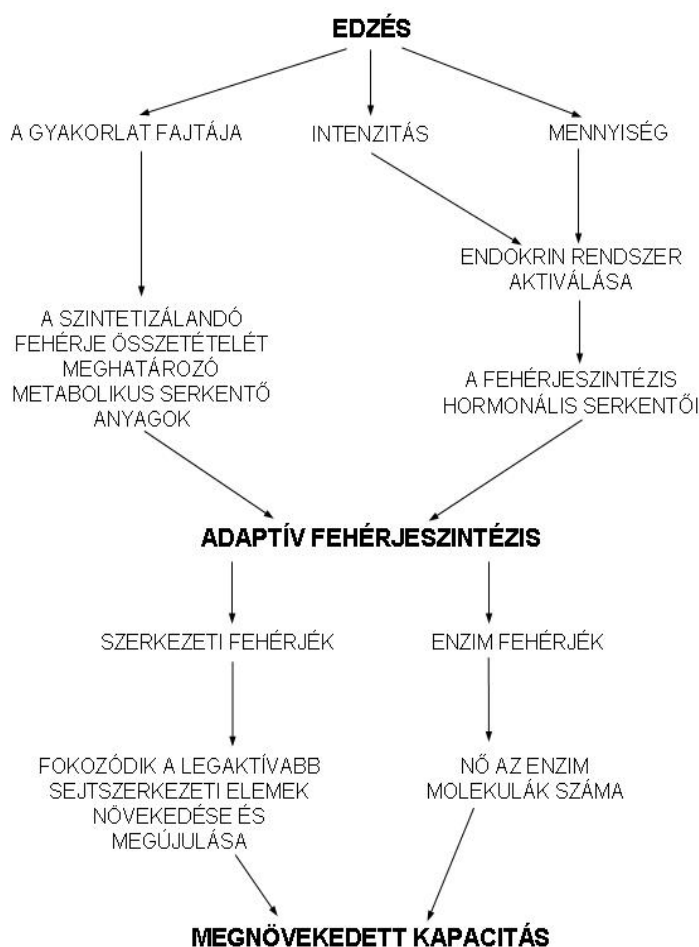 EDZÉS
A GYAKORLAT FAJTÁJA
INTENZITÁS
MENNYISÉG
ENDOKRIN RENDSZER
AKTIVÁLÁSA
A SZINTETIZÁLANDÓ
FEHÉRJE ÖSSZETÉTELÉT
MEGHATÁROZÓ
METABOLIKUS SERKENTŐ
ANYAGOK
A FEHÉRJESZINTÉZIS
HORMONÁLIS SERKENTŐI
ADAPTÍV FEHÉRJESZINTÉZIS
SZERKEZETI FEHÉRJÉK
ENZIM FEHÉRJÉK
FOKOZÓDIK A LEGAKTÍVABB
SEJTSZERKEZETI ELEMEK
NÖVEKEDÉSE ÉS
MEGÚJULÁSA
NŐ AZ ENZIM
MOLEKULÁK SZÁMA
MEGNÖVEKEDETT KAPACITÁS